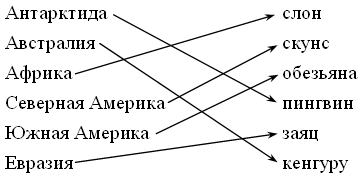 Антарктида слон
Австралия скунс
Африка обезьяна
Северная Америка пингвин
Южная Америка заяц
Евразия кенгуру